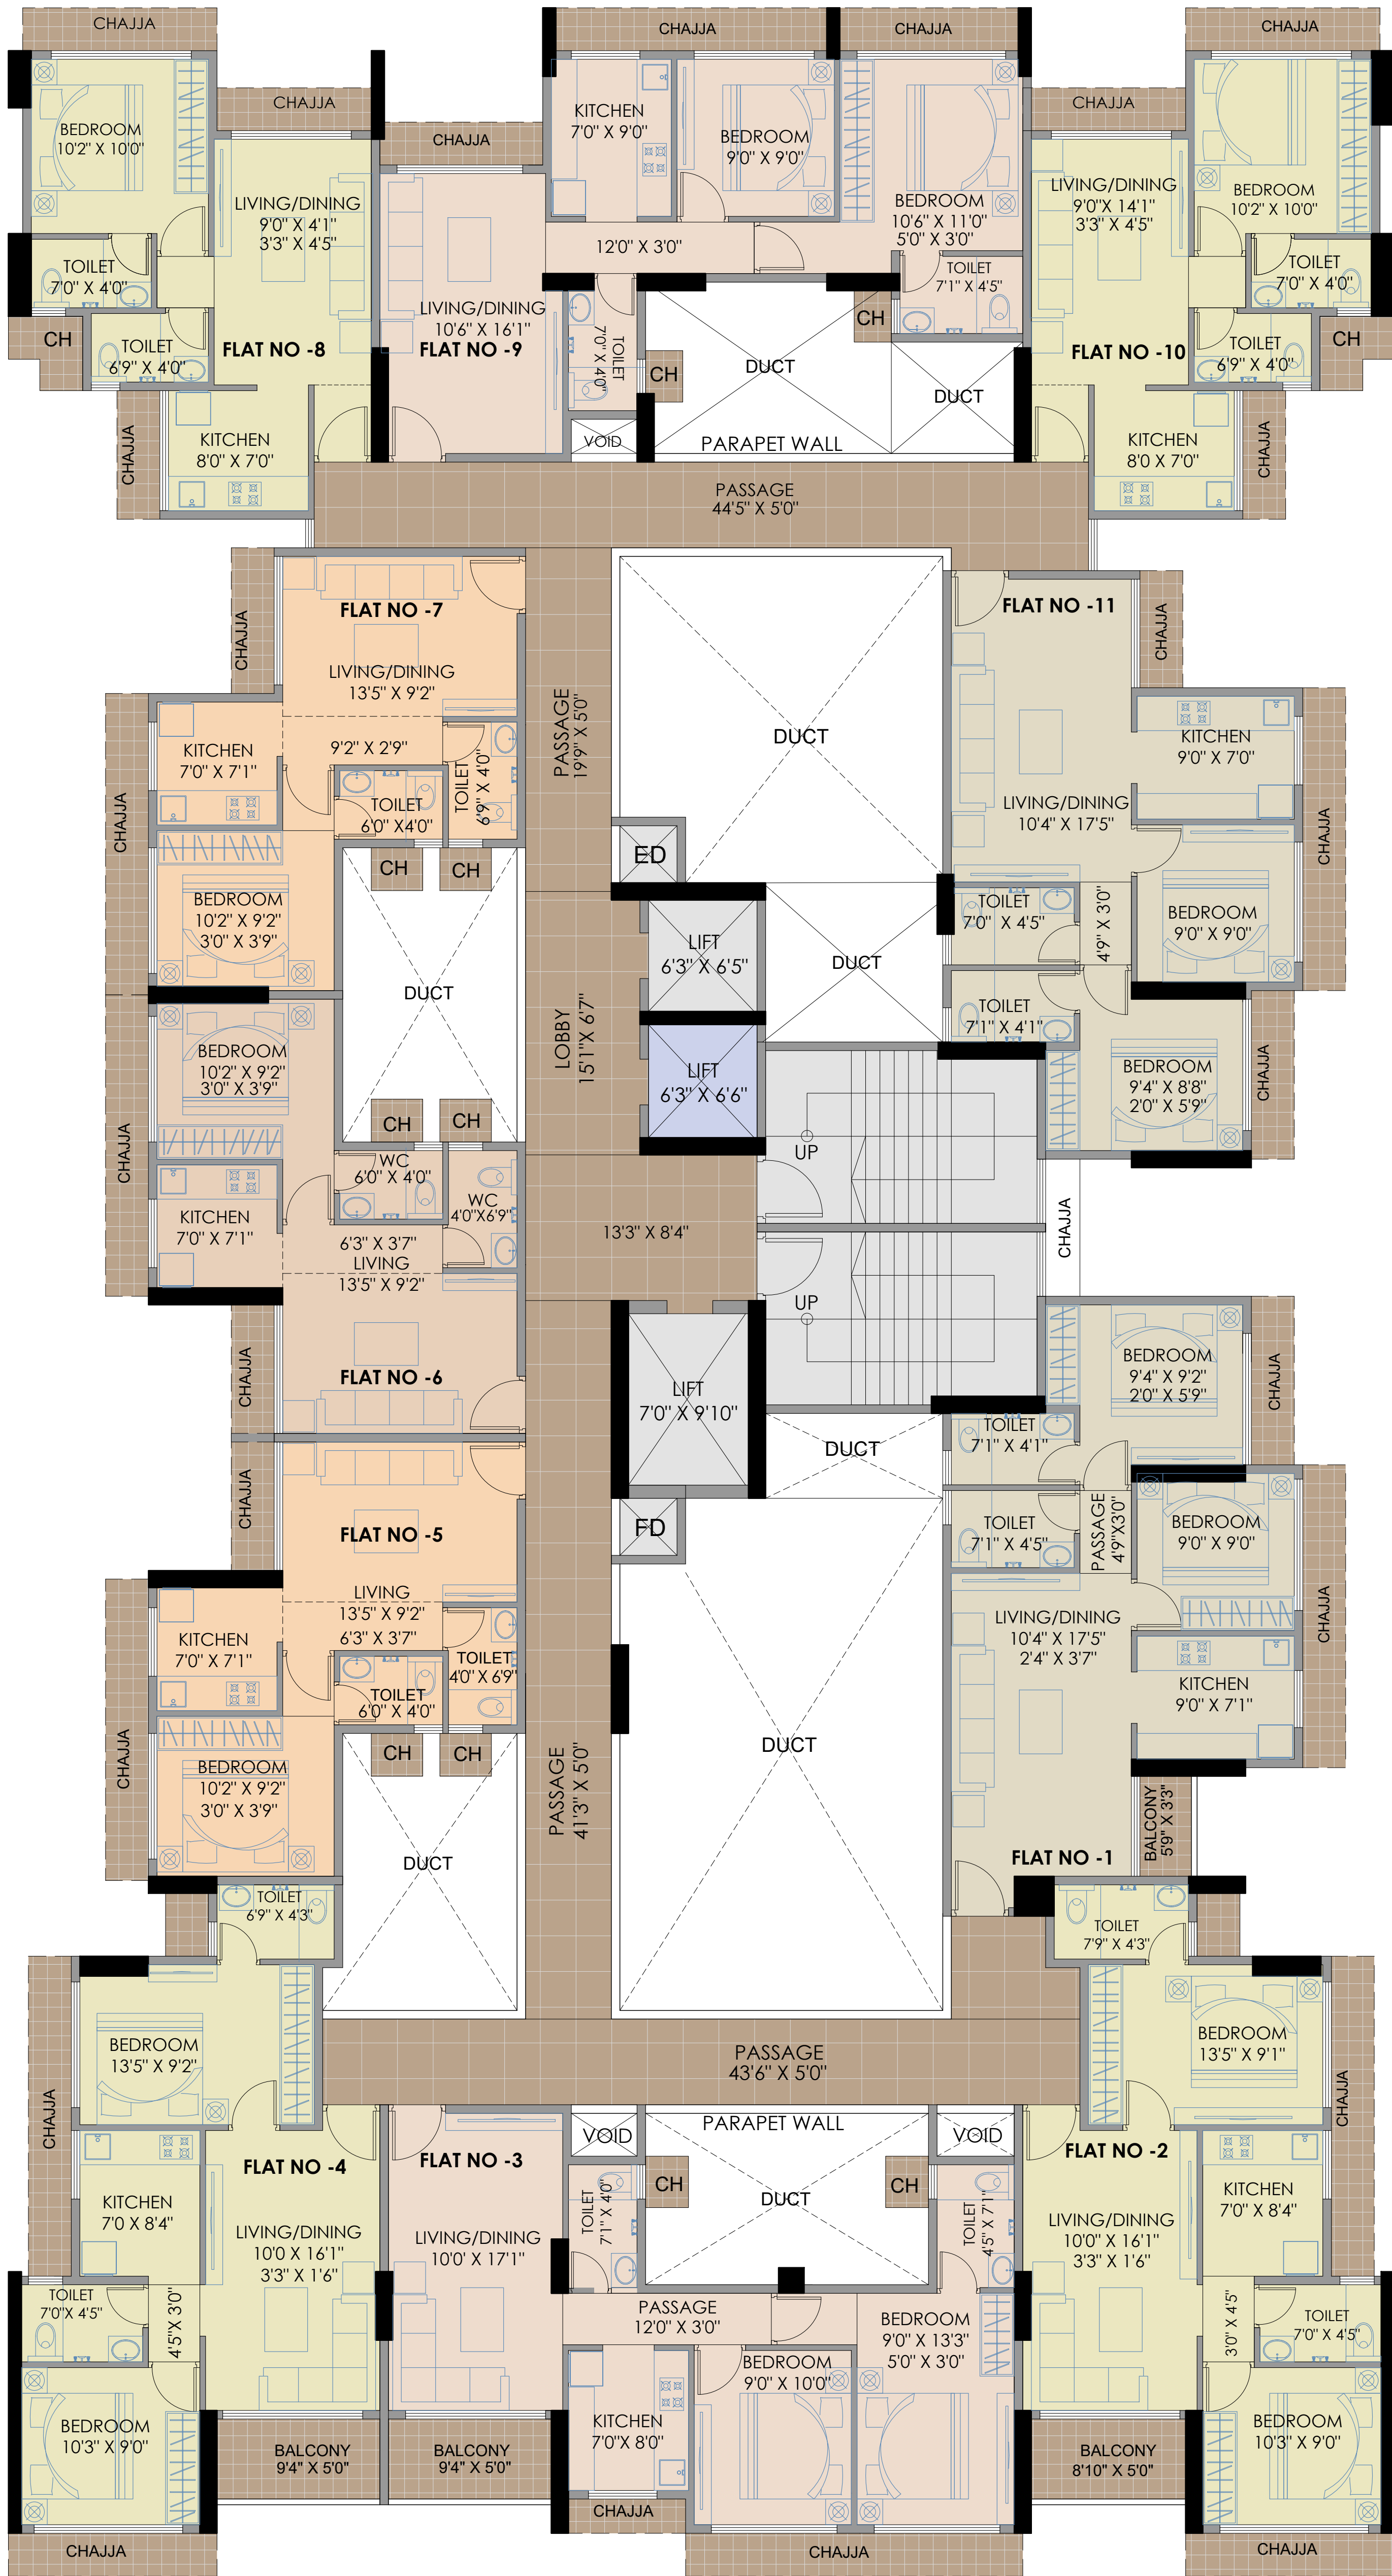 CHAJJA
CHAJJA
CHAJJA
CHAJJA
CHAJJA
CHAJJA
CHAJJA
BEDROOM
10'2" X 10'0"
LIVING/DINING
9'0"X 4'1"
3'3" X 4'5"
TOILET
7'0" X 4'0"
CH
TOILET
6'9" X 4'0"
FLAT NO -8
KITCHEN
8'0" X 7'0"
CHAJJA
KITCHEN
7'0" X 9'0"
BEDROOM
9'0" X 9'0"
BEDROOM
10'6" X 11'0"
5'0" X 3'0"
12'0" X 3'0"
TOILET
7'1" X 4'5"
LIVING/DINING
10'6" X 16'1"
FLAT NO -9
TOILET
7'0" X 4'0"
CH
CH
DUCT
DUCT
VOID
PARAPET WALL
LIVING/DINING
9'0"X 14'1"
3'3" X 4'5"
BEDROOM
10'2" X 10'0"
TOILET
7'0" X 4'0"
FLAT NO -10
TOILET
6'9" X 4'0"
CH
KITCHEN
8'0 X 7'0"
CHAJJA
PASSAGE
44'5" X 5'0"
CHAJJA
FLAT NO -7
LIVING/DINING
13'5" X 9'2"
KITCHEN
7'0" X 7'1"
9'2" X 2'9"
TOILET
6'0" X4'0"
TOILET
6'9" X 4'0"
CHAJJA
CH
CH
BEDROOM
10'2" X 9'2"
3'0" X 3'9"
DUCT
PASSAGE
19'9" X 5'0"
DUCT
ED
LIFT
6'3" X 6'5"
DUCT
LOBBY
15'1"X 6'7"
LIFT
6'3" X 6'6"
FLAT NO -11
CHAJJA
KITCHEN
9'0" X 7'0"
LIVING/DINING
10'4" X 17'5"
CHAJJA
TOILET
7'0" X 4'5"
4'9" X 3'0"
BEDROOM
9'0" X 9'0"
TOILET
7'1" X 4'1"
BEDROOM
9'4" X 8'8"
2'0" X 5'9"
CHAJJA
BEDROOM
10'2" X 9'2"
3'0" X 3'9"
CHAJJA
CH
CH
WC
6'0" X 4'0
WC
4'0"X6'9"
KITCHEN
7'0" X 7'1"
6'3" X 3'7"
LIVING
13'5" X 9'2"
CHAJJA
FLAT NO -6
13'3" X 8'4"
UP
UP
CHAJJA
LIFT
7'0" X 9'10"
DUCT
FD
BEDROOM
9'4" X 9'2"
2'0" X 5'9"
CHAJJA
TOILET
7'1" X 4'1"
TOILET
7'1" X 4'5"
PASSAGE
4'9"X3'0"
BEDROOM
9'0" X 9'0"
CHAJJA
LIVING/DINING
10'4" X 17'5"
2'4" X 3'7"
KITCHEN
9'0" X 7'1"
BALCONY
5'9" X 3'3"
FLAT NO -1
CHAJJA
FLAT NO -5
LIVING
13'5" X 9'2"
6'3" X 3'7"
KITCHEN
7'0" X 7'1"
TOILET
4'0" X 6'9"
TOILET
6'0" X 4'0"
CHAJJA
CH
CH
BEDROOM
10'2" X 9'2"
3'0" X 3'9"
DUCT
PASSAGE
41'3" X 5'0"
DUCT
TOILET
6'9" X 4'3"
TOILET
7'9" X 4'3"
BEDROOM
13'5" X 9'2"
CHAJJA
PASSAGE
43'6" X 5'0"
BEDROOM
13'5" X 9'1"
CHAJJA
FLAT NO -4
KITCHEN
7'0 X 8'4"
LIVING/DINING
10'0 X 16'1"
3'3" X 1'6"
TOILET
7'0"X 4'5"
4'5"X 3'0"
BEDROOM
10'3" X 9'0"
BALCONY
9'4" X 5'0"
CHAJJA
FLAT NO -3
LIVING/DINING
10'0' X 17'1"
BALCONY
9'4" X 5'0"
VOID
PARAPET WALL
VOID
TOILET
7'1" X 4'0"
CH
DUCT
CH
TOILET
4'5" X 7'1"
PASSAGE
12'0" X 3'0"
BEDROOM
9'0" X 13'3"
5'0" X 3'0"
BEDROOM
9'0" X 10'0"
KITCHEN
7'0"X 8'0"
CHAJJA
CHAJJA
FLAT NO -2
LIVING/DINING
10'0" X 16'1"
3'3" X 1'6"
KITCHEN
7'0" X 8'4"
3'0" X 4'5"
TOILET
7'0" X 4'5"
BEDROOM
10'3" X 9'0"
BALCONY
8'10" X 5'0"
CHAJJA